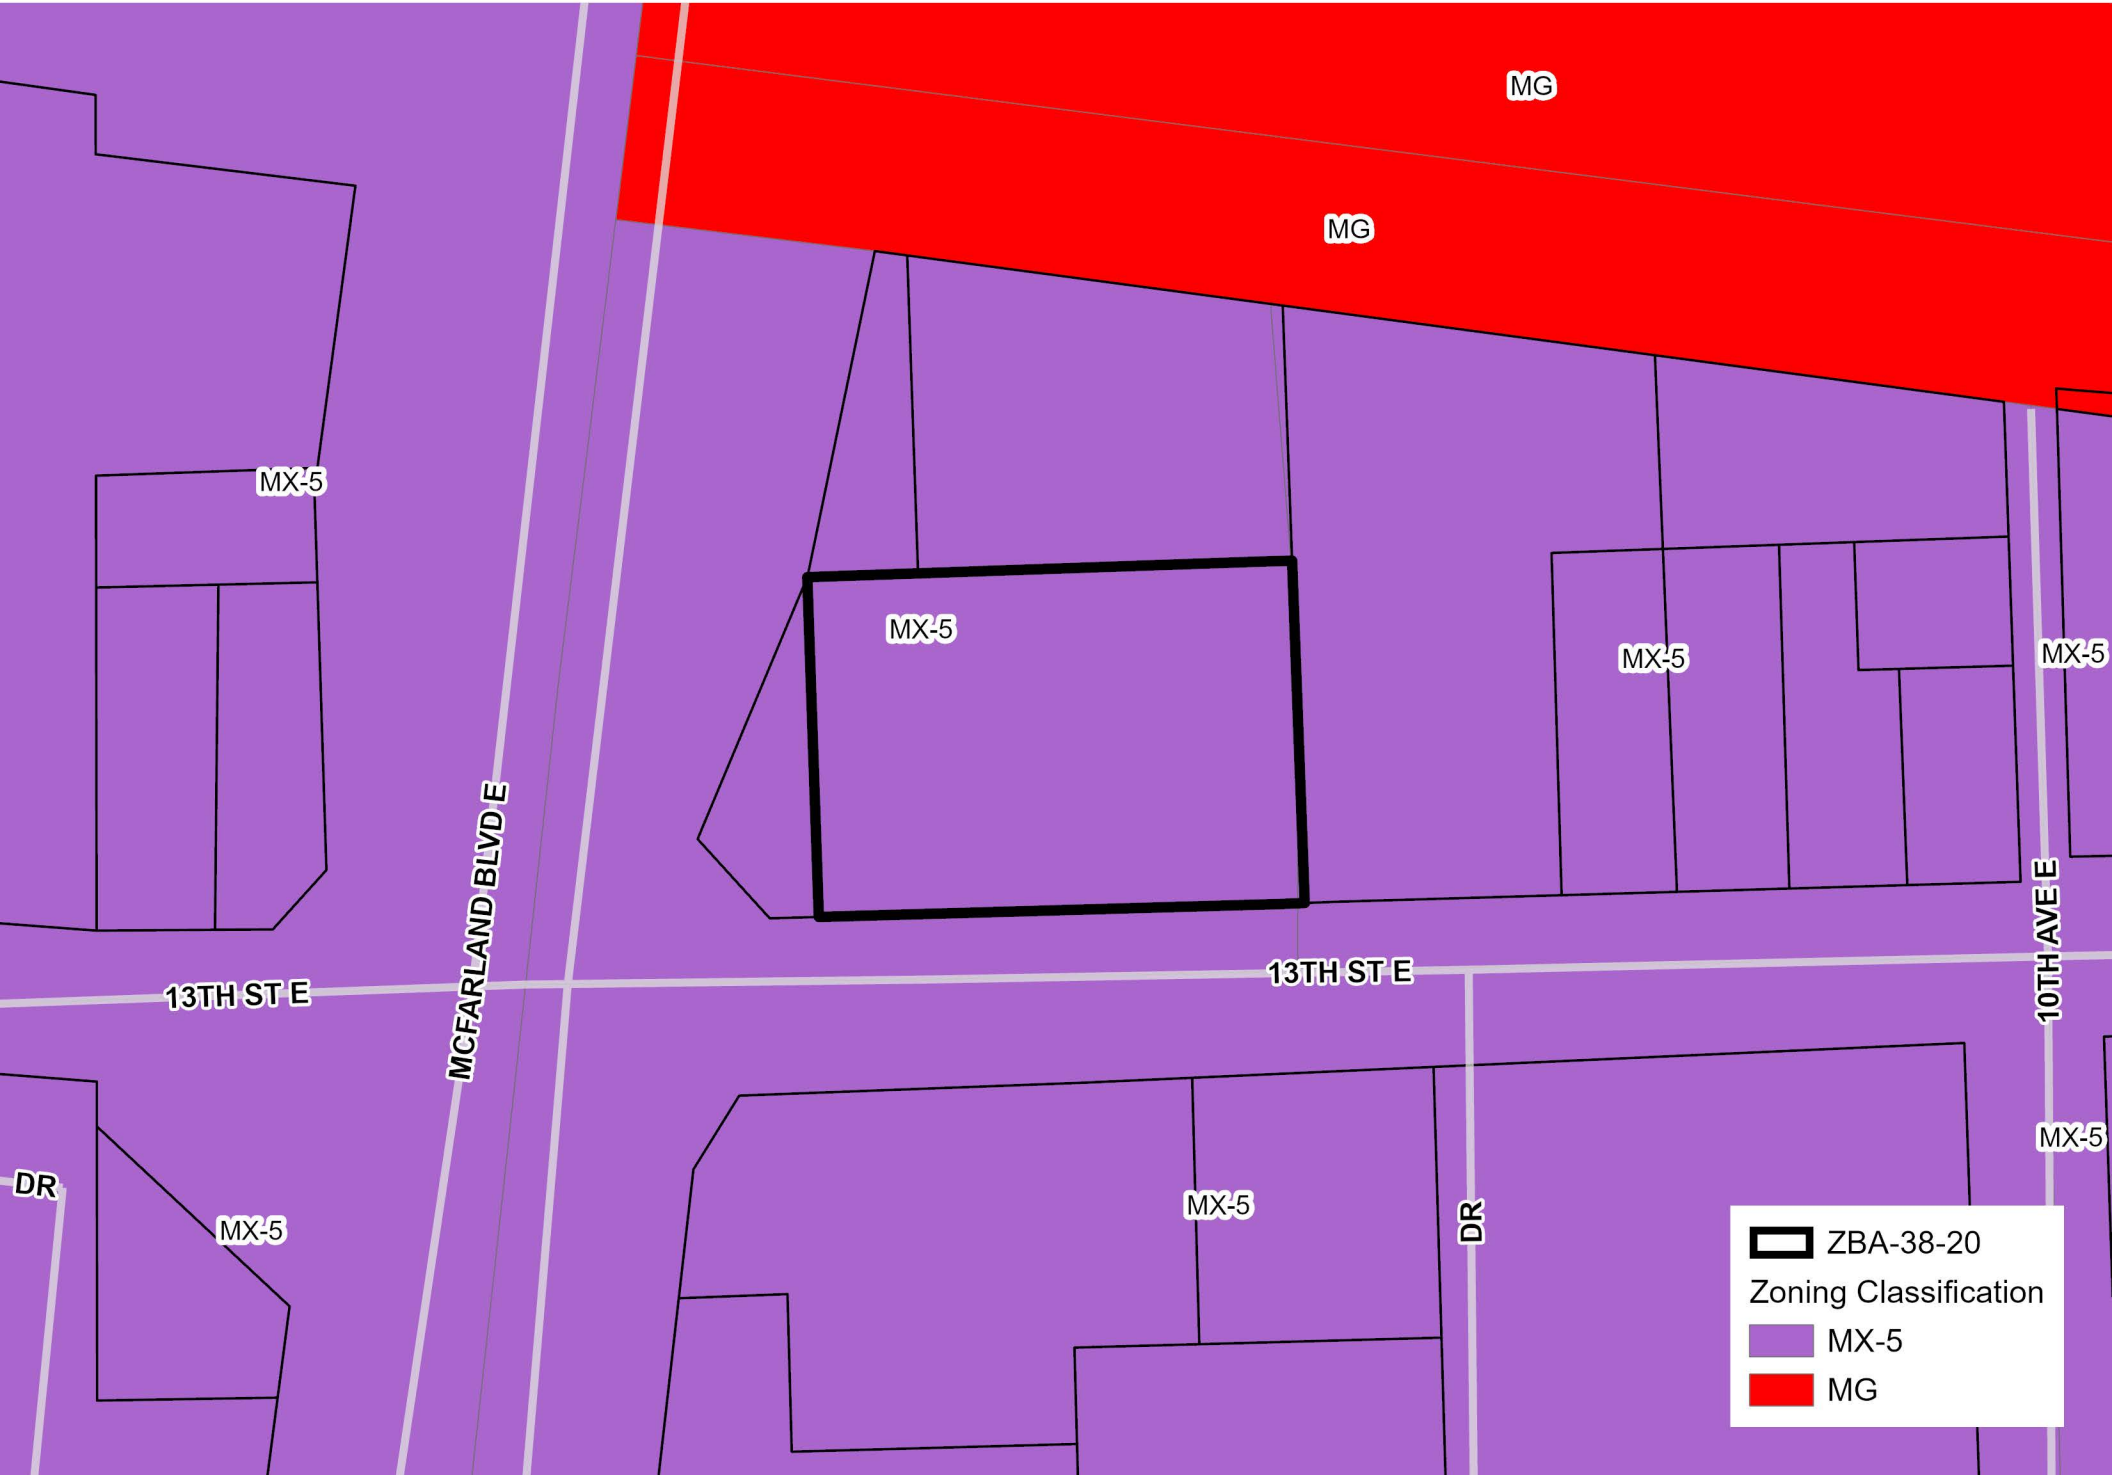 MG
MG
MX-5
MX-5
MX-5
MX-5
MCFARLAND BLVD E
10TH AVE E
13TH ST E
13TH ST E
MX-5
DR
MX-5
MX-5
DR
ZBA-38-20
Zoning Classification
MX-5
MG